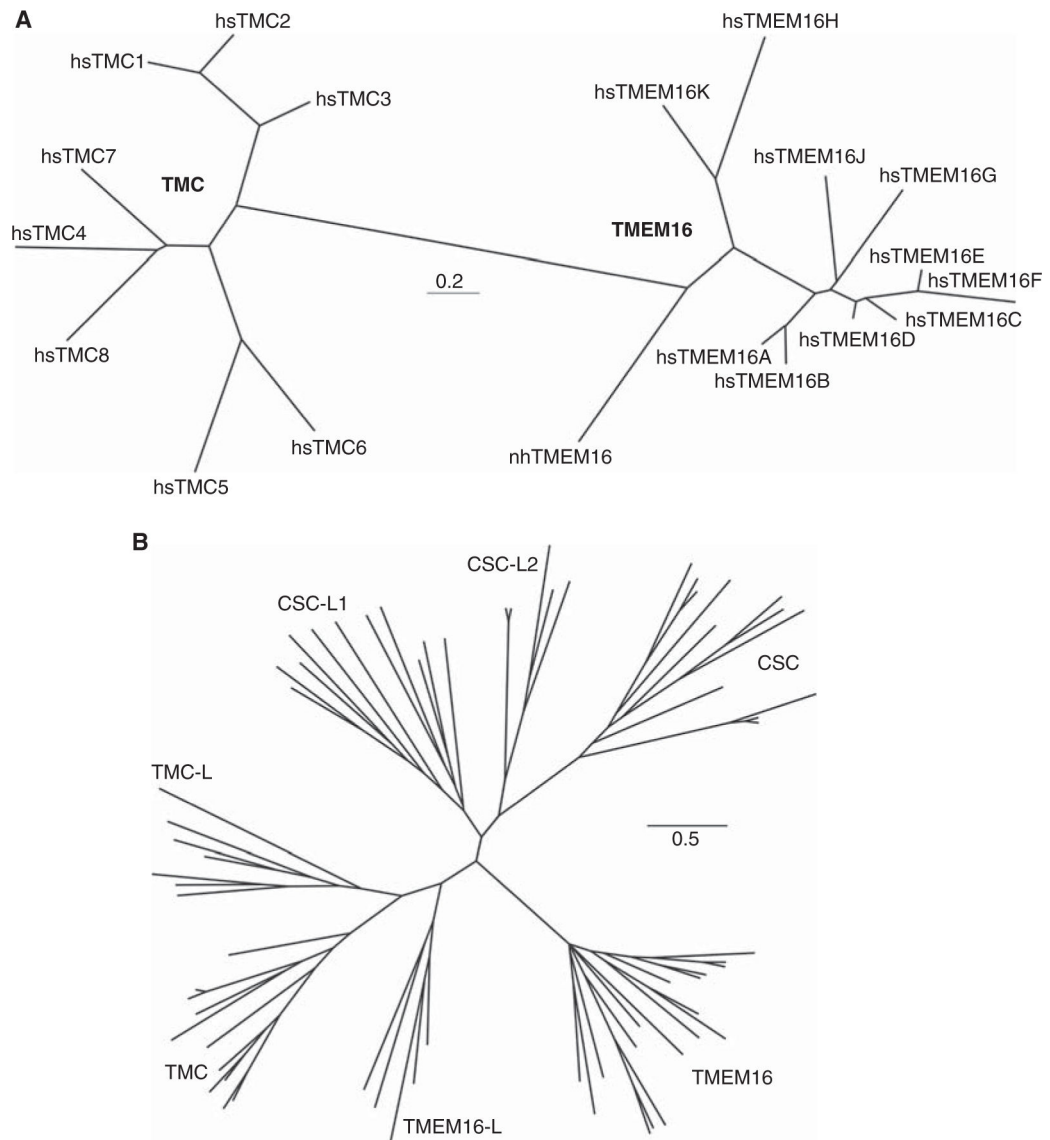 A
hsTMC2
hsTMEM16H
hsTMC1
hsTMEM16K
hsTMC3
hsTMC7
hsTMEM16J
TMC
hsTMEM16G
TMEM16
hsTMC4
hsTMEM16E
0.2
hsTMEM16F
hsTMEM16C
hsTMEM16D
hsTMC8
hsTMEM16A
hsTMEM16B
hsTMC6
nhTMEM16
hsTMC5
B
CSC-L2
CSC-L1
CSC
TMC-L
0.5
TMC
TMEM16
TMEM16-L